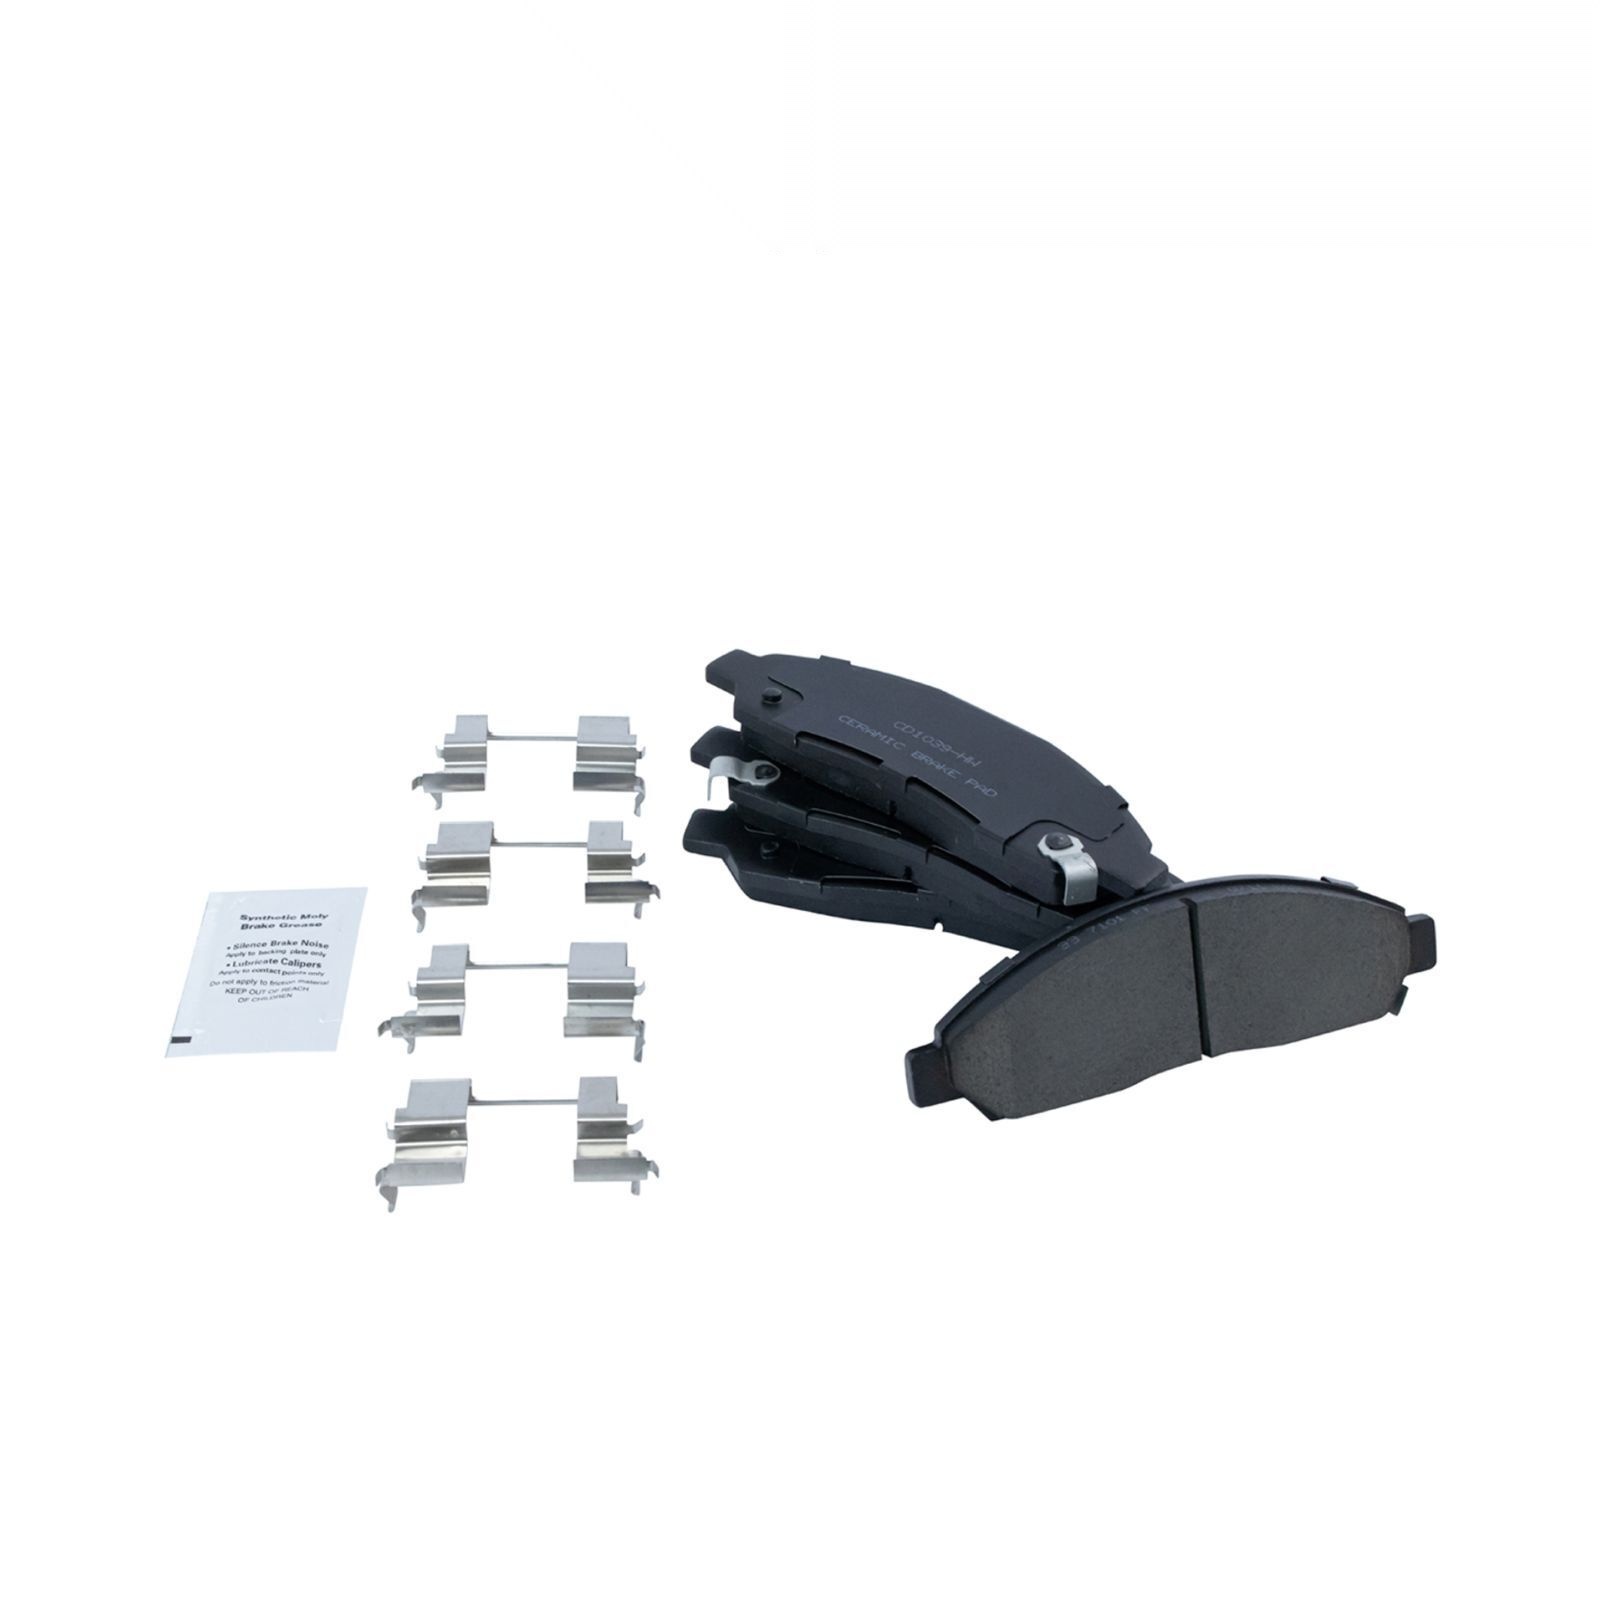 CD1039-HW
CERAMIC BRAKE PAD
Synthetic Moly
Brake Grease
• Silence Brake Noise
Apply to backing plate only
• Lubricate Calipers
Apply to contact points only
Do not apply to friction material
KEEP OUT OF REACH
OF CHILDREN